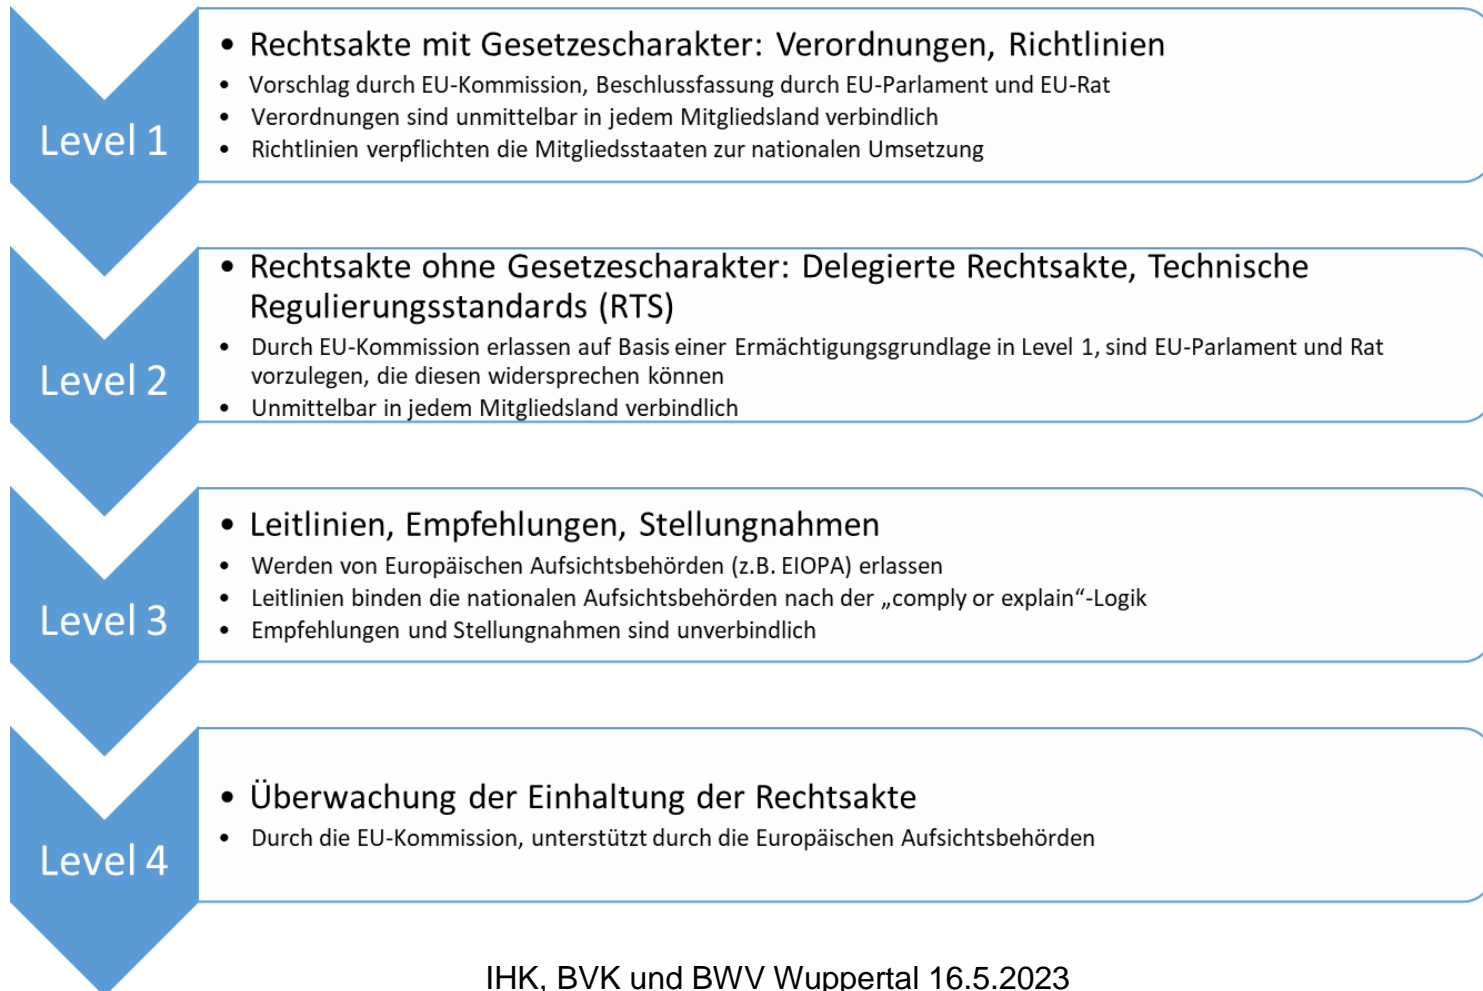 Level 1
• Rechtsakte mit Gesetzescharakter: Verordnungen, Richtlinien
• Vorschlag durch EU-Kommission, Beschlussfassung durch EU-Parlament und EU-Rat
• Verordnungen sind unmittelbar in jedem Mitgliedsland verbindlich
• Richtlinien verpflichten die Mitgliedsstaaten zur nationalen Umsetzung
Level 2
• Rechtsakte ohne Gesetzescharakter: Delegierte Rechtsakte, Technische
Regulierungsstandards (RTS)
• Durch EU-Kommission erlassen auf Basis einer Ermächtigungsgrundlage in Level 1, sind EU-Parlament und Rat
vorzulegen, die diesen widersprechen können
• Unmittelbar in jedem Mitgliedsland verbindlich
Level 3
• Leitlinien, Empfehlungen, Stellungnahmen
• Werden von Europäischen Aufsichtsbehörden (z.B. EIOPA) erlassen
• Leitlinien binden die nationalen Aufsichtsbehörden nach der „comply or explain“-Logik
• Empfehlungen und Stellungnahmen sind unverbindlich
Level 4
• Überwachung der Einhaltung der Rechtsakte
• Durch die EU-Kommission, unterstützt durch die Europäischen Aufsichtsbehörden
IHK, BVK und BWV Wuppertal 16.5.2023